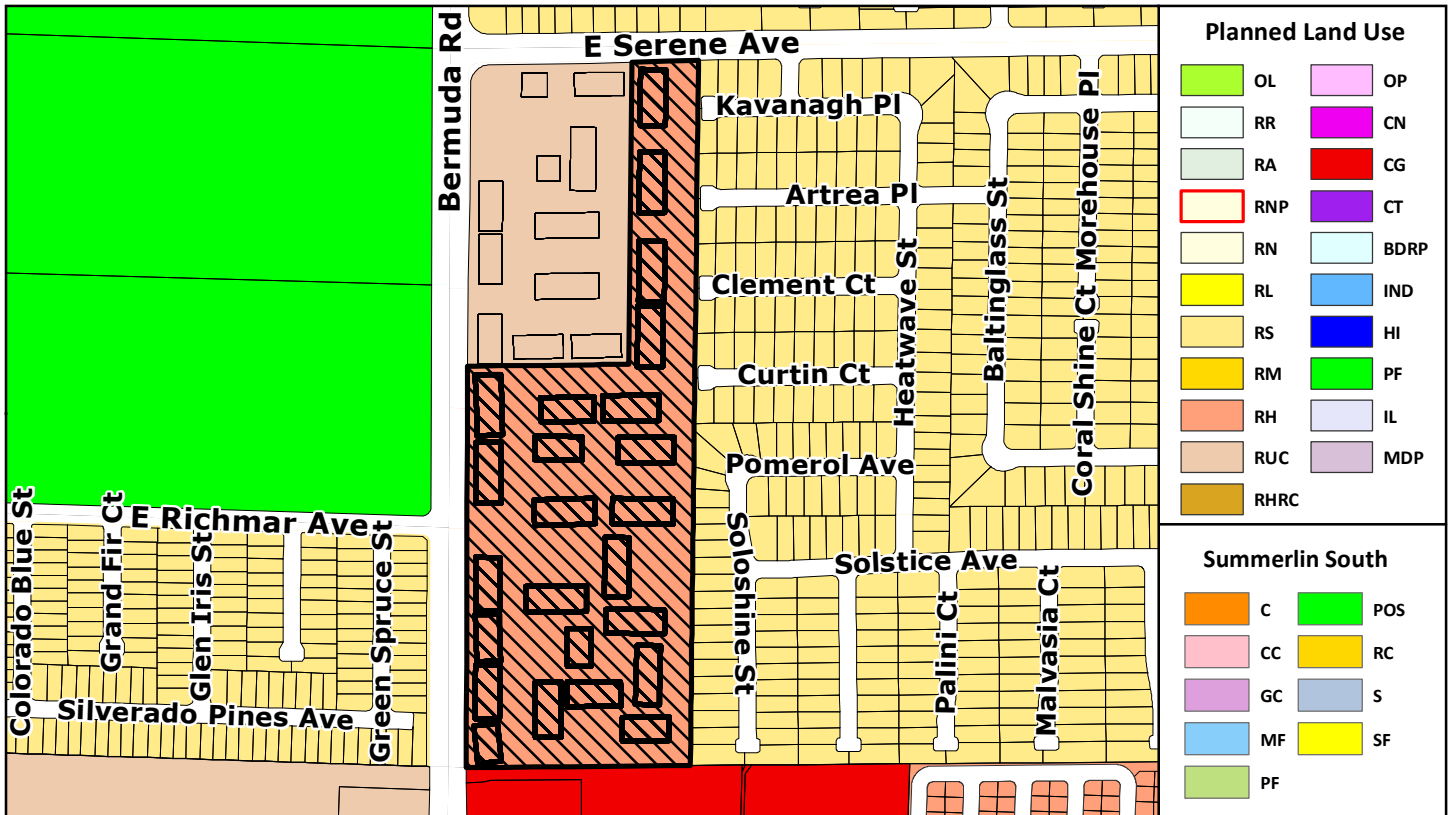 E Serene Ave
Bermuda Rd
Kavanagh Pl
Artrea Pl
Clement Ct
Curtin Ct
Pomerol Ave
Solstice Ave
Heatwave St
Baltinglass St
Coral Shine Ct
Morehouse Pl
Soloshine St
Palini Ct
Malvasia Ct
E Richmar Ave
Colorado Blue St
Grand Fir Ct
Glen Iris St
Green Spruce St
Silverado Pines Ave
Planned Land Use
OL
RR
RA
RNP
RN
RL
RS
RM
RH
RUC
RHRC
OP
CN
CG
CT
BDRP
IND
HI
PF
IL
MDP
Summerlin South
C
CC
GC
MF
PF
POS
RC
S
SF